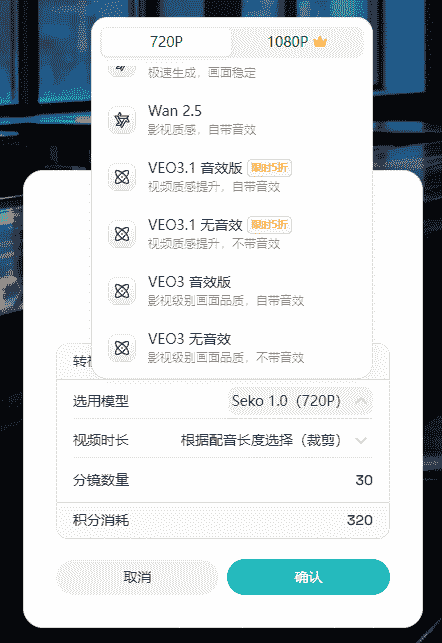 720P
1080P
极速生成，画面稳定
Wan 2.5
影视质感，自带音效
VEO3.1 音效版 限时5折
视频质感提升，自带音效
VEO3.1 无音效 限时5折
视频质感提升，不带音效
VEO3 音效版
影视级别画面品质，自带音效
VEO3 无音效
影视级别画面品质，不带音效
选用模型
Seko 1.0（720P）
视频时长
根据配音长度选择（裁剪）
分镜数量
30
积分消耗
320
取消
确认